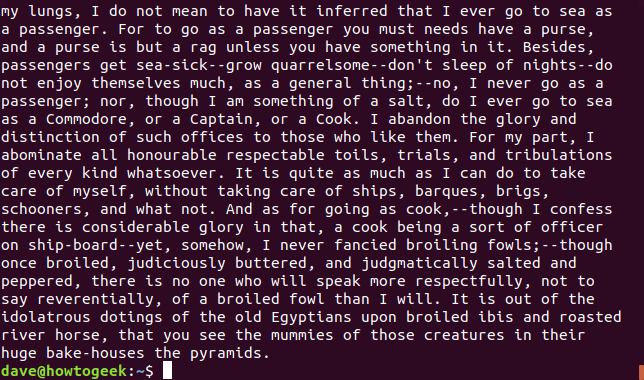 my lungs, I do not mean to have it inferred that I ever go to sea as
a passenger. For to go as a passenger you must needs have a purse,
and a purse is but a rag unless you have something in it. Besides,
passengers get sea-sick--grow quarrelsome--don't sleep of nights--do
not enjoy themselves much, as a general thing;--no, I never go as a
passenger; nor, though I am something of a salt, do I ever go to sea
as a Commodore, or a Captain, or a Cook. I abandon the glory and
distinction of such offices to those who like them. For my part, I
abominate all honourable respectable toils, trials, and tribulations
of every kind whatsoever. It is quite as much as I can do to take
care of myself, without taking care of ships, barques, brigs,
schooners, and what not. And as for going as cook,--though I confess
there is considerable glory in that, a cook being a sort of officer
on ship-board--yet, somehow, I never fancied broiling fowls;--though
once broiled, judiciously buttered, and judgmatically salted and
peppered, there is no one who will speak more respectfully, not to
say reverentially, of a broiled fowl than I will. It is out of the
idolatrous dotings of the old Egyptians upon broiled ibis and roasted
river horse, that you see the mummies of those creatures in their
huge bake-houses the pyramids.
dave@howtogeek:~$